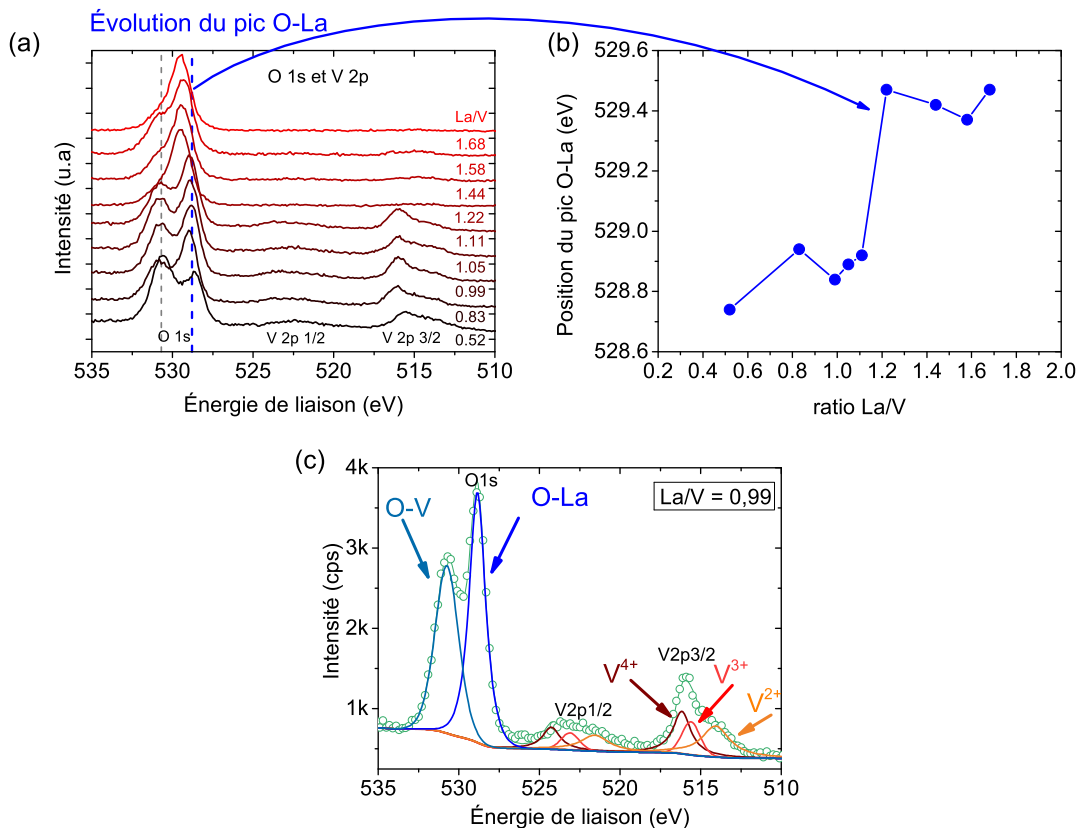 Évolution du pic O-La
(a)
O 1s et V 2p
La/V
1.68
1.58
1.44
1.22
1.11
1.05
0.99
0.83
0.52
O 1s
V 2p 1/2
V 2p 3/2
Intensité (u.a)
535
530
525
520
515
510
Énergie de liaison (eV)
(b)
529.6
529.4
529.2
529.0
528.8
528.6
Position du pic O-La (eV)
0.2
0.4
0.6
0.8
1.0
1.2
1.4
1.6
1.8
2.0
ratio La/V
(c)
4k
3k
2k
1k
Intensité (cps)
O1s
La/V = 0,99
O-V
O-La
V2p1/2
V2p3/2
V4+
V3+
V2+
535
530
525
520
515
510
Énergie de liaison (eV)